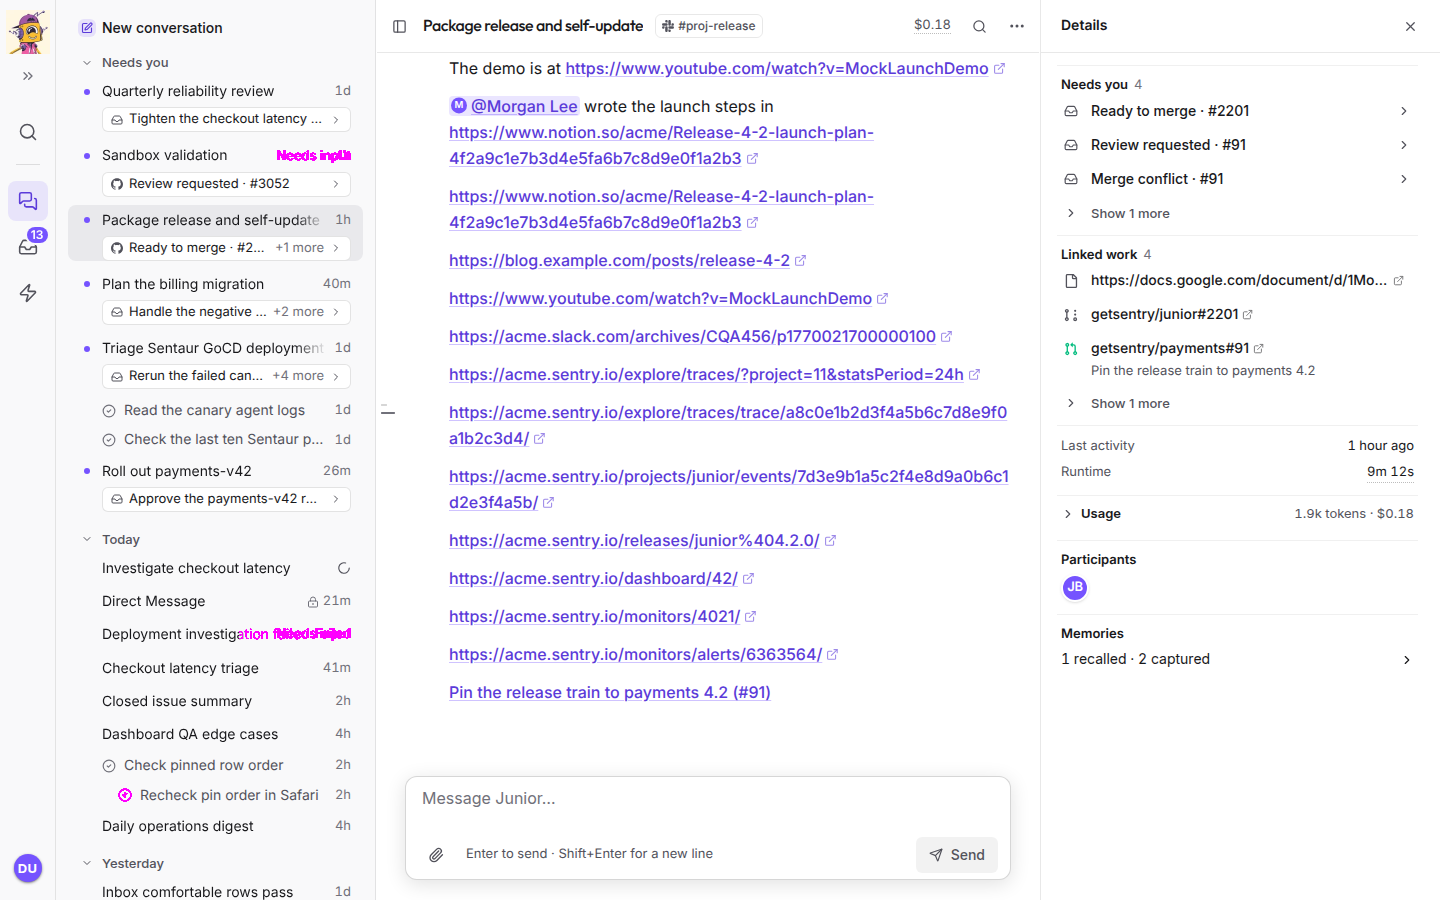 New conversation
Needs you
Quarterly reliability review 1d
Tighten the checkout latency ...
Sandbox validation
Review requested · #3052
Package release and self-update 1h
Ready to merge · #2... +1 more
Plan the billing migration 40m
Handle the negative ... +2 more
Triage Sentaur GoCD deployment 1d
Rerun the failed can... +4 more
Read the canary agent logs 1d
Check the last ten Sentaur p... 1d
Roll out payments-v42 26m
Approve the payments-v42 r...
Today
Investigate checkout latency
Direct Message 21m
Deployment investigation
Checkout latency triage 41m
Closed issue summary 2h
Dashboard QA edge cases 4h
Check pinned row order 2h
Recheck pin order in Safari 2h
Daily operations digest 4h
Yesterday
Inbox comfortable rows pass 1d
13
DU
Package release and self-update #proj-release $0.18
The demo is at https://www.youtube.com/watch?v=MockLaunchDemo
M @Morgan Lee wrote the launch steps in
https://www.notion.so/acme/Release-4-2-launch-plan-
4f2a9c1e7b3d4e5fa6b7c8d9e0f1a2b3
https://www.notion.so/acme/Release-4-2-launch-plan-
4f2a9c1e7b3d4e5fa6b7c8d9e0f1a2b3
https://blog.example.com/posts/release-4-2
https://www.youtube.com/watch?v=MockLaunchDemo
https://acme.slack.com/archives/CQA456/p1770021700000100
https://acme.sentry.io/explore/traces/?project=11&statsPeriod=24h
https://acme.sentry.io/explore/traces/trace/a8c0e1b2d3f4a5b6c7d8e9f0
a1b2c3d4/
https://acme.sentry.io/projects/junior/events/7d3e9b1a5c2f4e8d9a0b6c1
d2e3f4a5b/
https://acme.sentry.io/releases/junior%404.2.0/
https://acme.sentry.io/dashboard/42/
https://acme.sentry.io/monitors/4021/
https://acme.sentry.io/monitors/alerts/6363564/
Pin the release train to payments 4.2 (#91)
Message Junior...
Enter to send · Shift+Enter for a new line
Send
Details
Needs you 4
Ready to merge · #2201
Review requested · #91
Merge conflict · #91
Show 1 more
Linked work 4
https://docs.google.com/document/d/1Mo...
getsentry/junior#2201
getsentry/payments#91
Pin the release train to payments 4.2
Show 1 more
Last activity 1 hour ago
Runtime 9m 12s
Usage 1.9k tokens · $0.18
Participants
JB
Memories
1 recalled · 2 captured